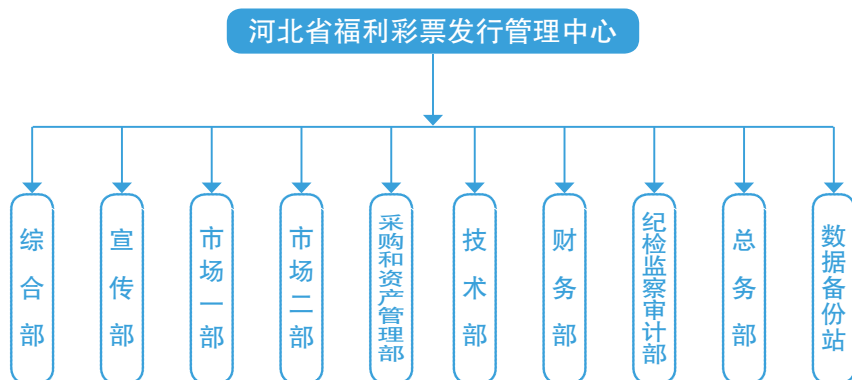 河北省福利彩票发行管理中心
综合部
宣传部
市场一部
市场二部
采购和资产管理部
技术部
财务部
纪检监察审计部
总务部
数据备份站